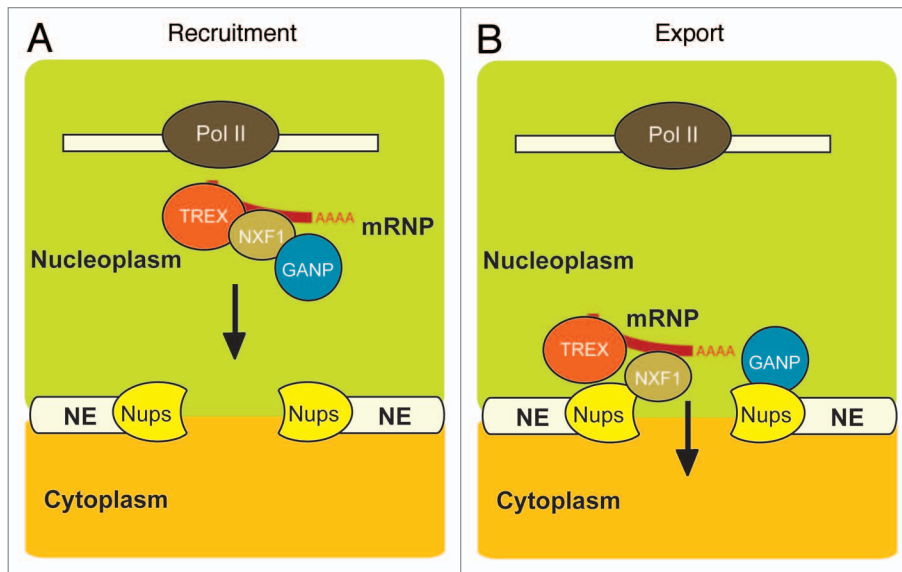 A
Recruitment
Pol II
TREX
AAAA
mRNP
NXF1
Nucleoplasm
GANP
NE
Nups
Nups
NE
Cytoplasm
B
Export
Pol II
Nucleoplasm
mRNP
TREX
AAAA
GANP
NXF1
NE
Nups
Nups
NE
Cytoplasm